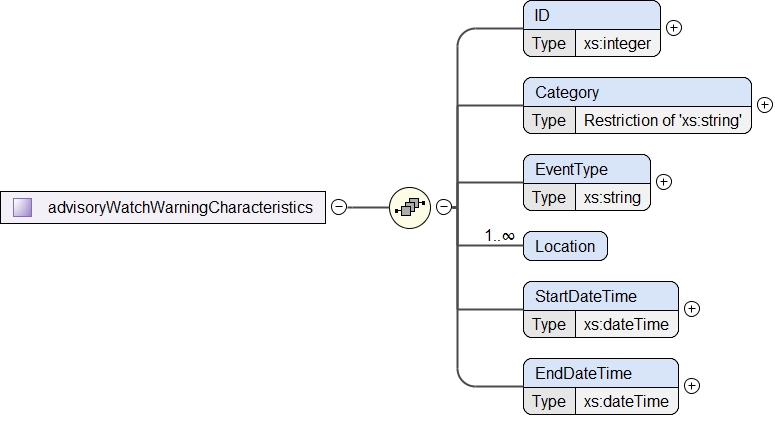 ID
Type xs:integer
Category
Type Restriction of 'xs:string'
EventType
Type xs:string
advisoryWatchWarningCharacteristics
1..∞
Location
StartDateTime
Type xs:dateTime
EndDateTime
Type xs:dateTime